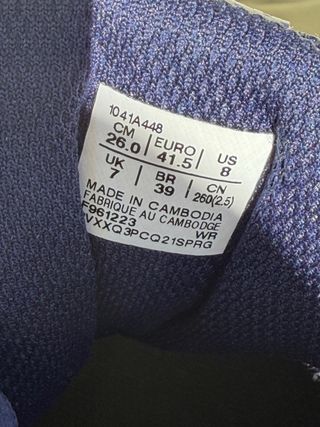 1041A448
CM 26.0 | EURO 41.5 | US 8
UK 7 | BR 39 | CN 260(2.5)
MADE IN CAMBODIA
FABRIQUE AU CAMBODGE
F961223 WR
VXXQ3PCQ21SPRG